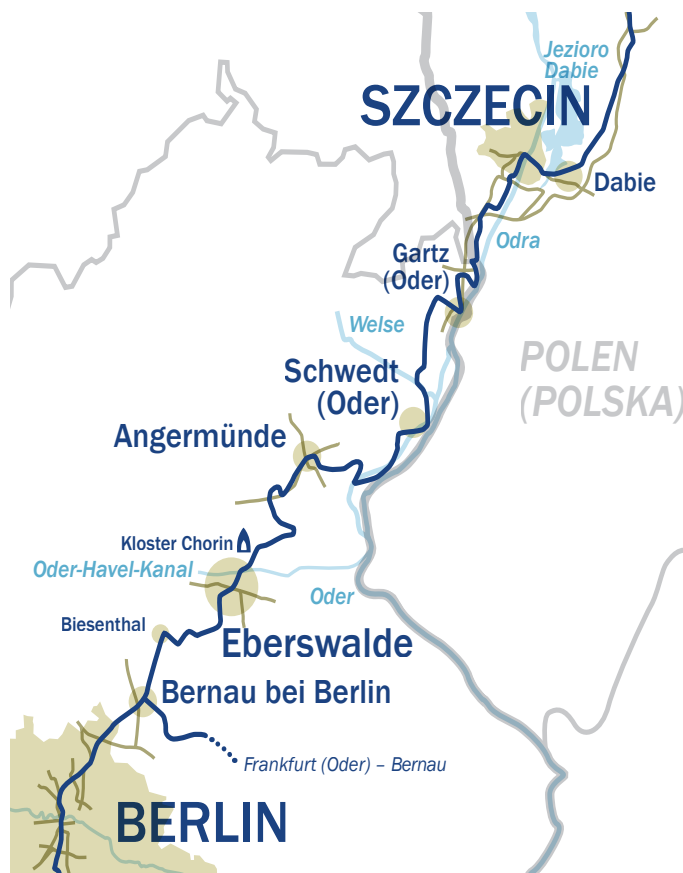 Jezioro
Dabie
SZCZECIN
Dabie
Odra
Gartz
(Oder)
Welse
POLEN
(POLSKA)
Schwedt
(Oder)
Angermünde
Kloster Chorin
Oder-Havel-Kanal
Oder
Biesenthal
Eberswalde
Bernau bei Berlin
Frankfurt (Oder) – Bernau
BERLIN